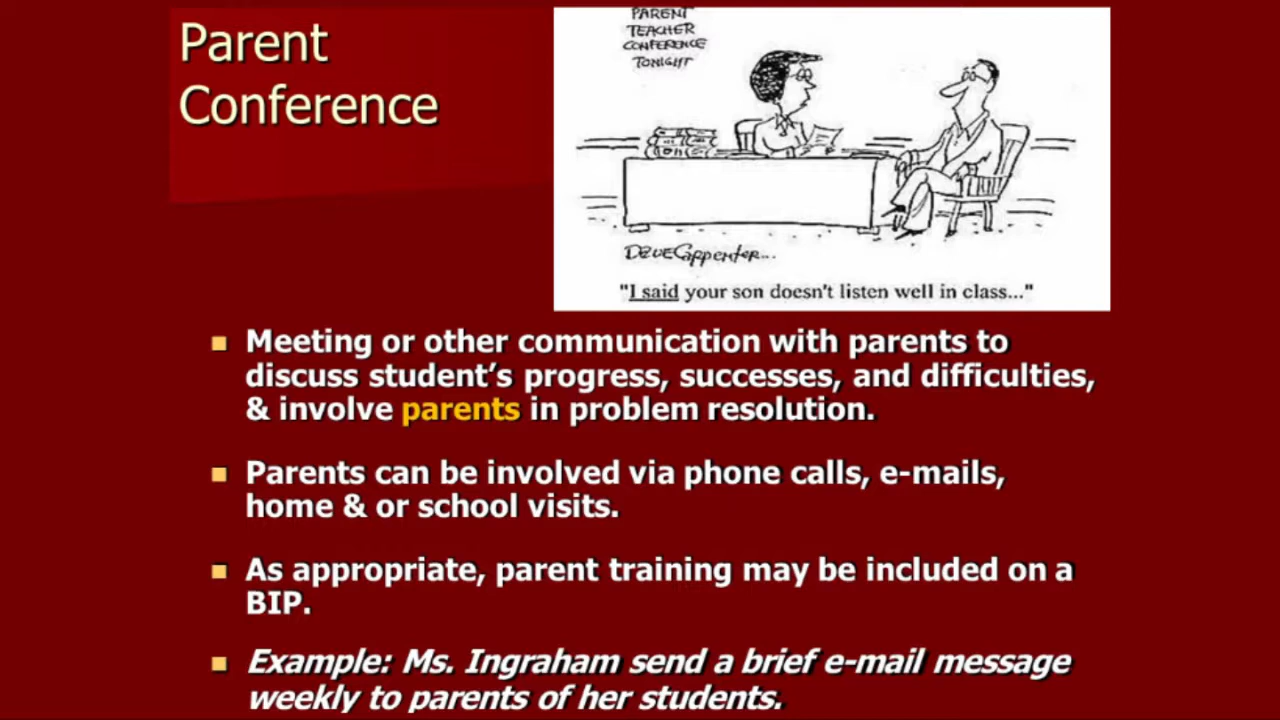 Parent
Conference
PARENT
TEACHER
CONFERENCE
TONIGHT
DAVE CARPENTER...
"I said your son doesn't listen well in class..."
Meeting or other communication with parents to
discuss student’s progress, successes, and difficulties,
& involve parents in problem resolution.
Parents can be involved via phone calls, e-mails,
home & or school visits.
As appropriate, parent training may be included on a
BIP.
Example: Ms. Ingraham send a brief e-mail message
weekly to parents of her students.